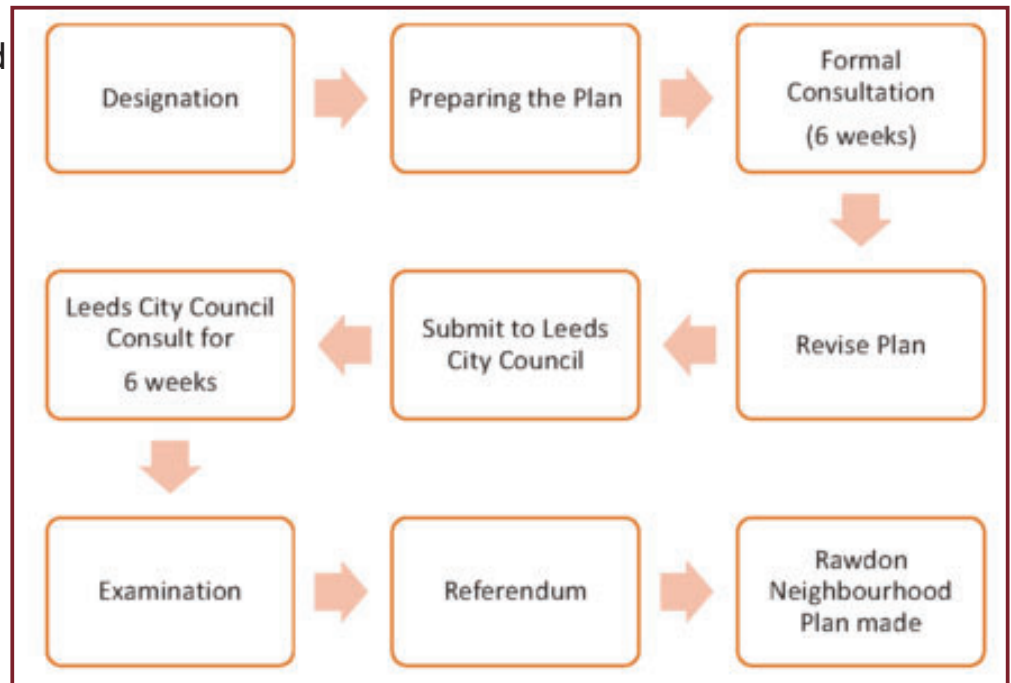 Designation
Preparing the Plan
Formal
Consultation
(6 weeks)
Revise Plan
Submit to Leeds
City Council
Leeds City Council
Consult for
6 weeks
Examination
Referendum
Rawdon
Neighbourhood
Plan made